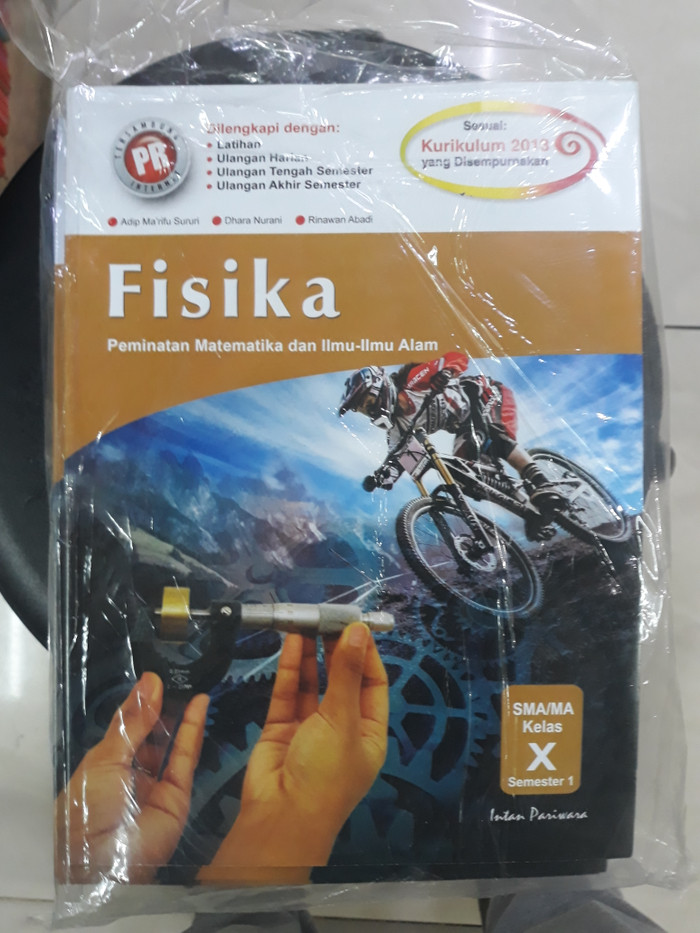 PR
Dilengkapi dengan:
• Latihan
• Ulangan Harian
• Ulangan Tengah Semester
• Ulangan Akhir Semester
Sesuai:
Kurikulum 2013
yang Disempurnakan
Adip Ma'rifu Sururi Dhara Nurani Rinawan Abadi
Fisika
Peminatan Matematika dan Ilmu-Ilmu Alam
SMA/MA
Kelas
X
Semester 1
Intan Pariwara